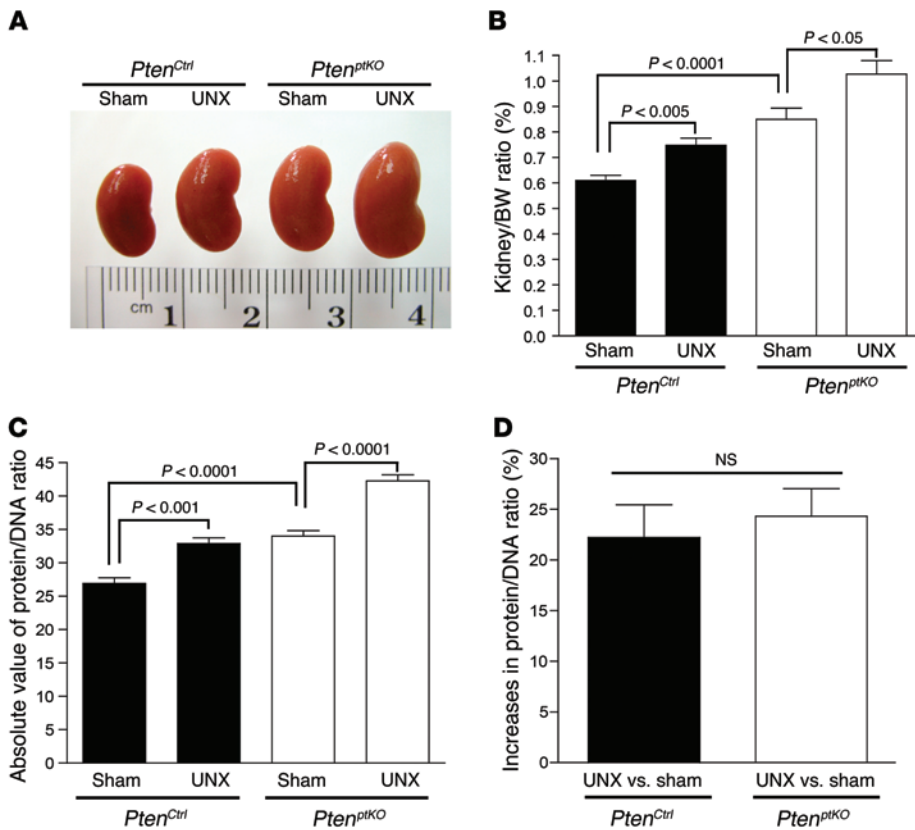 A
Pten^Ctrl Pten^ptKO
Sham UNX Sham UNX
cm 1 2 3 4
B
Kidney/BW ratio (%)
1.1
1.0
0.9
0.8
0.7
0.6
0.5
0.4
0.3
0.2
0.1
0.0
P < 0.05
P < 0.0001
P < 0.005
Sham UNX Sham UNX
Pten^Ctrl Pten^ptKO
C
Absolute value of protein/DNA ratio
45
40
35
30
25
20
15
10
5
0
P < 0.0001
P < 0.0001
P < 0.001
Sham UNX Sham UNX
Pten^Ctrl Pten^ptKO
D
Increases in protein/DNA ratio (%)
30
25
20
15
10
5
0
NS
UNX vs. sham UNX vs. sham
Pten^Ctrl Pten^ptKO